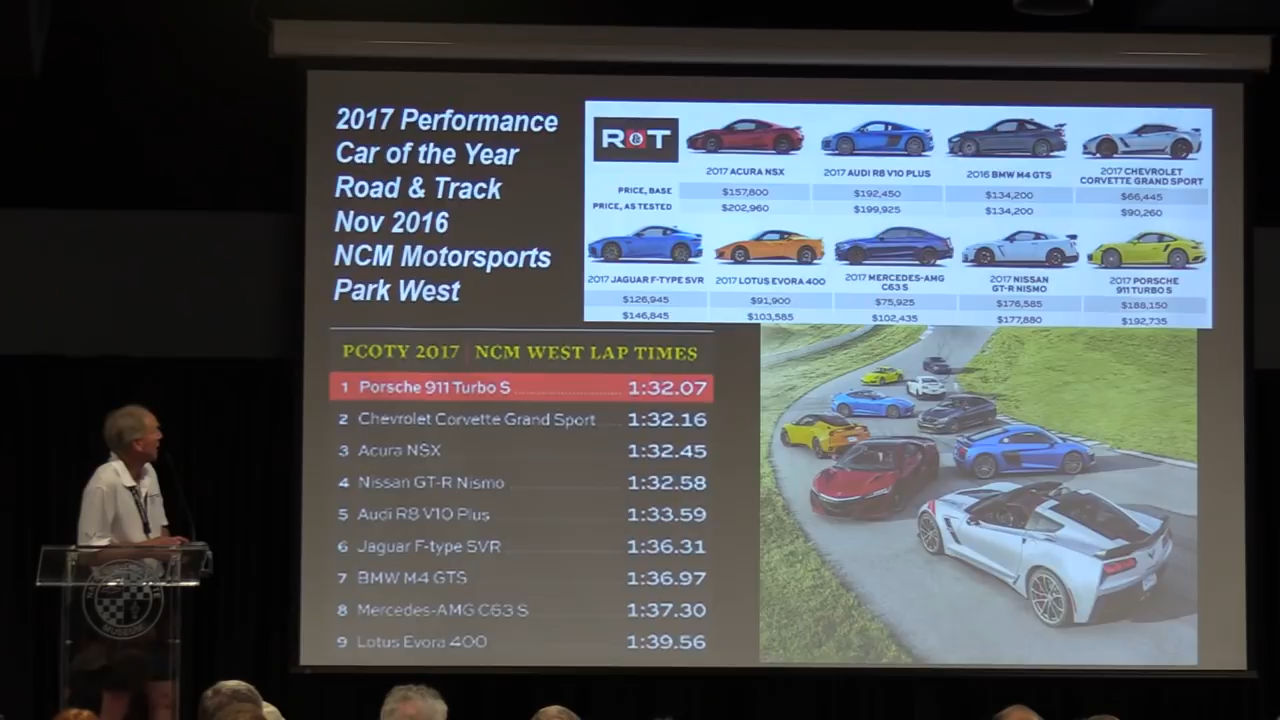 2017 Performance
Car of the Year
Road & Track
Nov 2016
NCM Motorsports
Park West
R&T
2017 ACURA NSX
2017 AUDI R8 V10 PLUS
2016 BMW M4 GTS
2017 CHEVROLET
CORVETTE GRAND SPORT
PRICE, BASE $157,800 $192,450 $134,200 $66,445
PRICE, AS TESTED $202,960 $199,925 $134,200 $90,260
2017 JAGUAR F-TYPE SVR
2017 LOTUS EVORA 400
2017 MERCEDES-AMG
C63 S
2017 NISSAN
GT-R NISMO
2017 PORSCHE
911 TURBO S
$126,945 $91,900 $75,925 $176,585 $188,150
$146,845 $103,585 $102,435 $177,880 $192,735
PCOTY 2017 | NCM WEST LAP TIMES
1 Porsche 911 Turbo S 1:32.07
2 Chevrolet Corvette Grand Sport 1:32.16
3 Acura NSX 1:32.45
4 Nissan GT-R Nismo 1:32.58
5 Audi R8 V10 Plus 1:33.59
6 Jaguar F-type SVR 1:36.31
7 BMW M4 GTS 1:36.97
8 Mercedes-AMG C63 S 1:37.30
9 Lotus Evora 400 1:39.56
MUSEUM